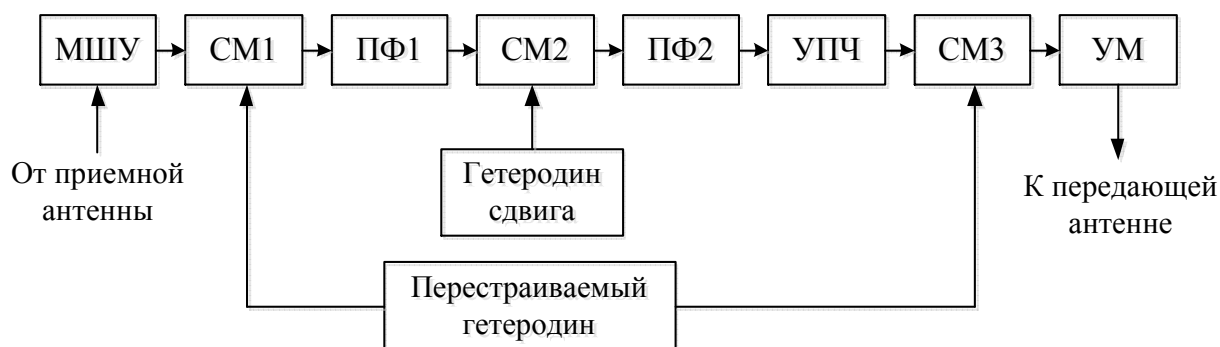 МШУ
СМ1
ПФ1
СМ2
ПФ2
УПЧ
СМ3
УМ
От приемной
антенны
Гетеродин
сдвига
К передающей
антенне
Перестраиваемый
гетеродин